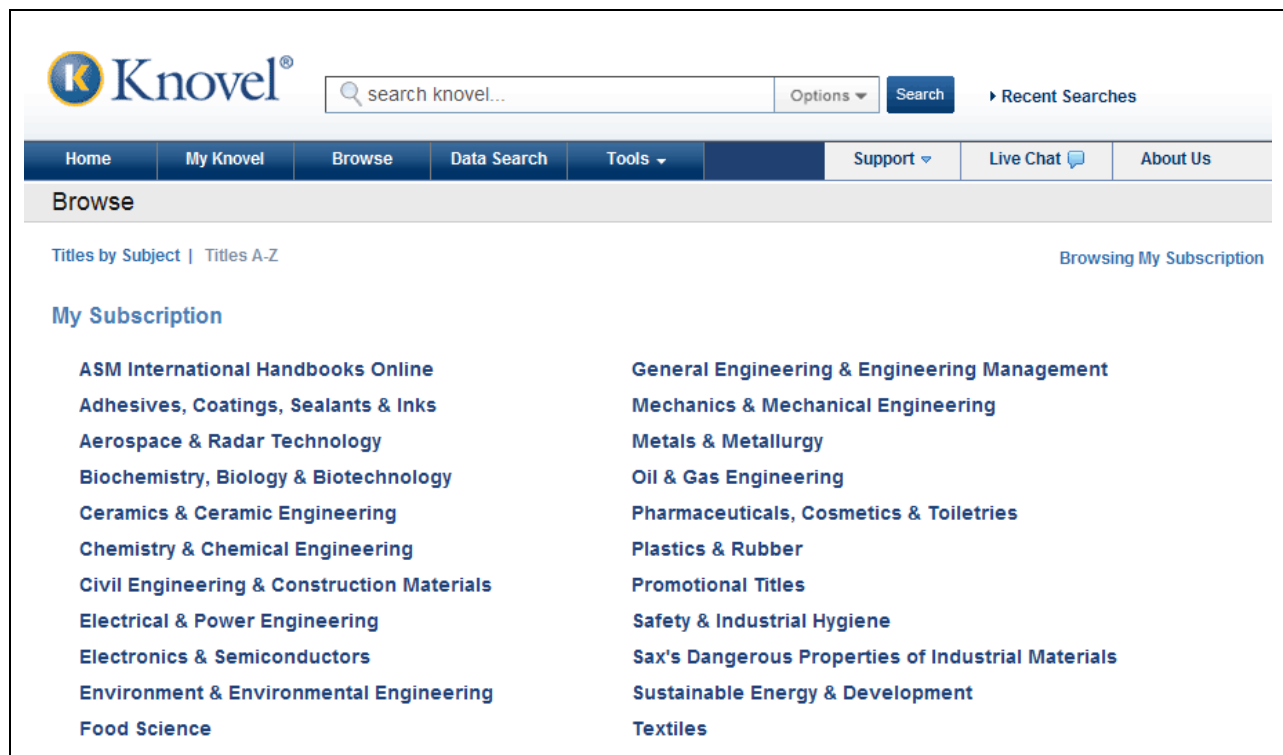 K Knovel®
search knovel...
Options
Search
Recent Searches
Home
My Knovel
Browse
Data Search
Tools
Support
Live Chat
About Us
Browse
Titles by Subject | Titles A-Z
Browsing My Subscription
My Subscription
ASM International Handbooks Online
Adhesives, Coatings, Sealants & Inks
Aerospace & Radar Technology
Biochemistry, Biology & Biotechnology
Ceramics & Ceramic Engineering
Chemistry & Chemical Engineering
Civil Engineering & Construction Materials
Electrical & Power Engineering
Electronics & Semiconductors
Environment & Environmental Engineering
Food Science
General Engineering & Engineering Management
Mechanics & Mechanical Engineering
Metals & Metallurgy
Oil & Gas Engineering
Pharmaceuticals, Cosmetics & Toiletries
Plastics & Rubber
Promotional Titles
Safety & Industrial Hygiene
Sax's Dangerous Properties of Industrial Materials
Sustainable Energy & Development
Textiles